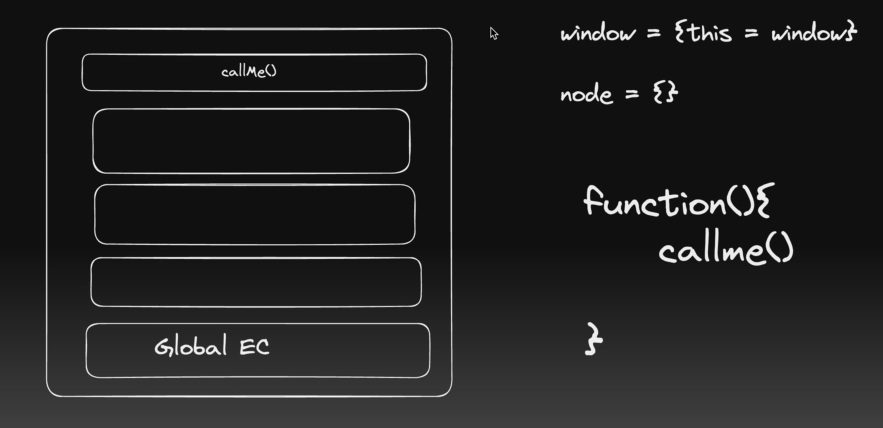 callMe()
Global EC
window = {this = window}
node = {}
function(){
callme()
}